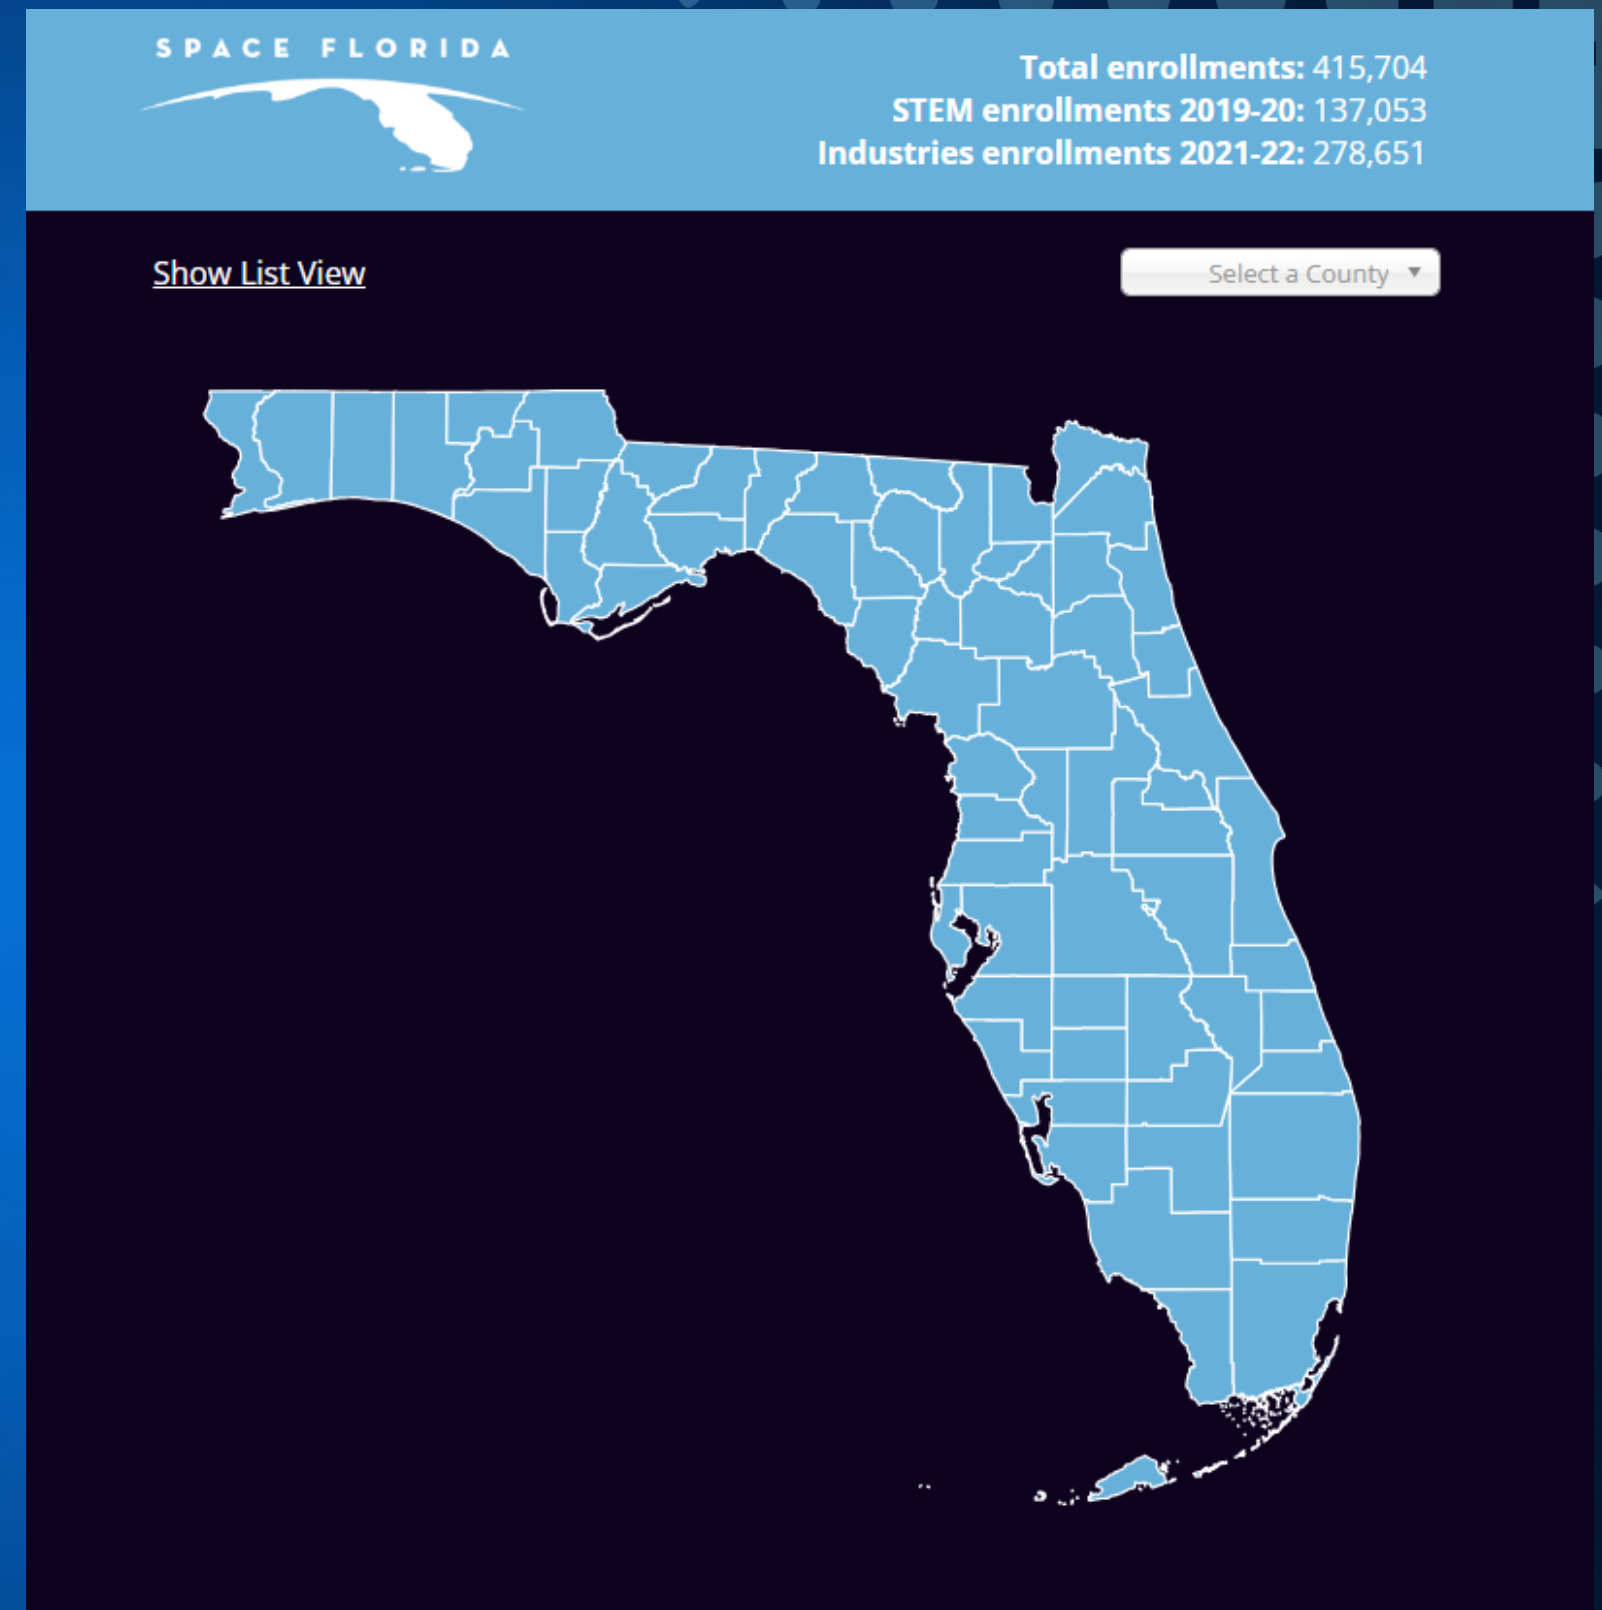 SPACE FLORIDA
Total enrollments: 415,704
STEM enrollments 2019-20: 137,053
Industries enrollments 2021-22: 278,651
Show List View
Select a County